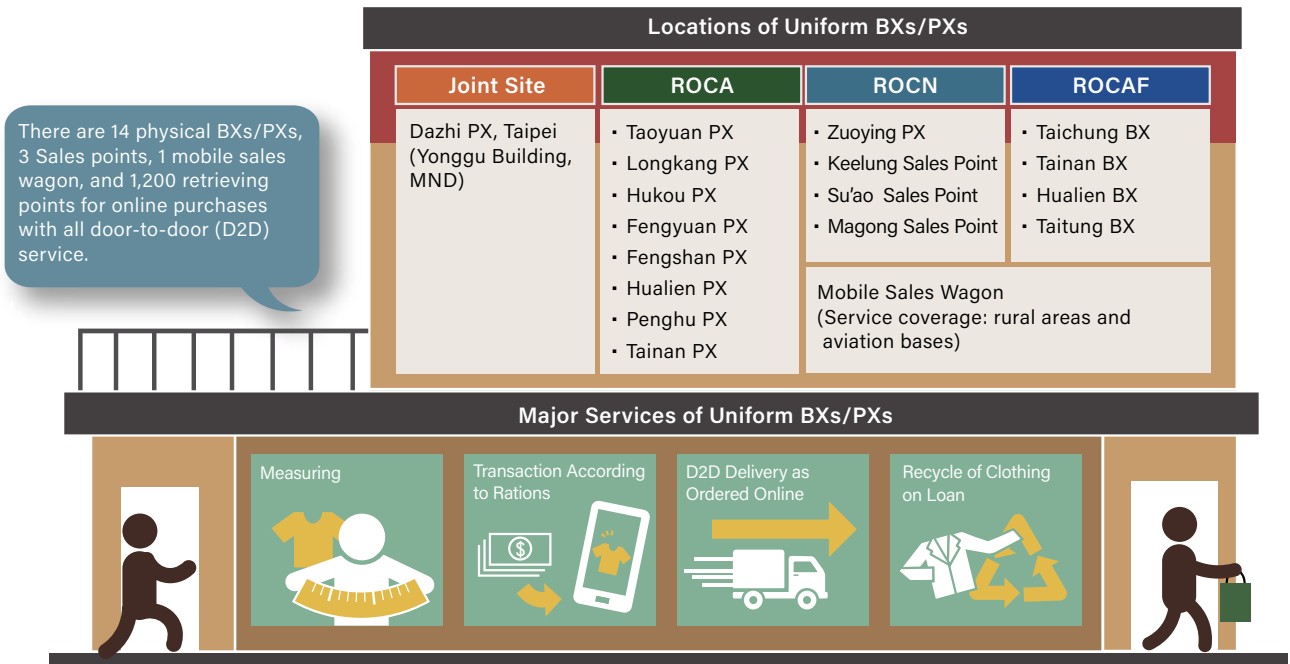 Locations of Uniform BXs/PXs
There are 14 physical BXs/PXs,
3 Sales points, 1 mobile sales
wagon, and 1,200 retrieving
points for online purchases
with all door-to-door (D2D)
service.
Joint Site
Dazhi PX, Taipei
(Yonggu Building,
MND)
ROCA
· Taoyuan PX
· Longkang PX
· Hukou PX
· Fengyuan PX
· Fengshan PX
· Hualien PX
· Penghu PX
· Tainan PX
ROCN
· Zuoying PX
· Keelung Sales Point
· Su'ao Sales Point
· Magong Sales Point
ROCAF
· Taichung BX
· Tainan BX
· Hualien BX
· Taitung BX
Mobile Sales Wagon
(Service coverage: rural areas and
aviation bases)
Major Services of Uniform BXs/PXs
Measuring
Transaction According
to Rations
$
D2D Delivery as
Ordered Online
Recycle of Clothing
on Loan